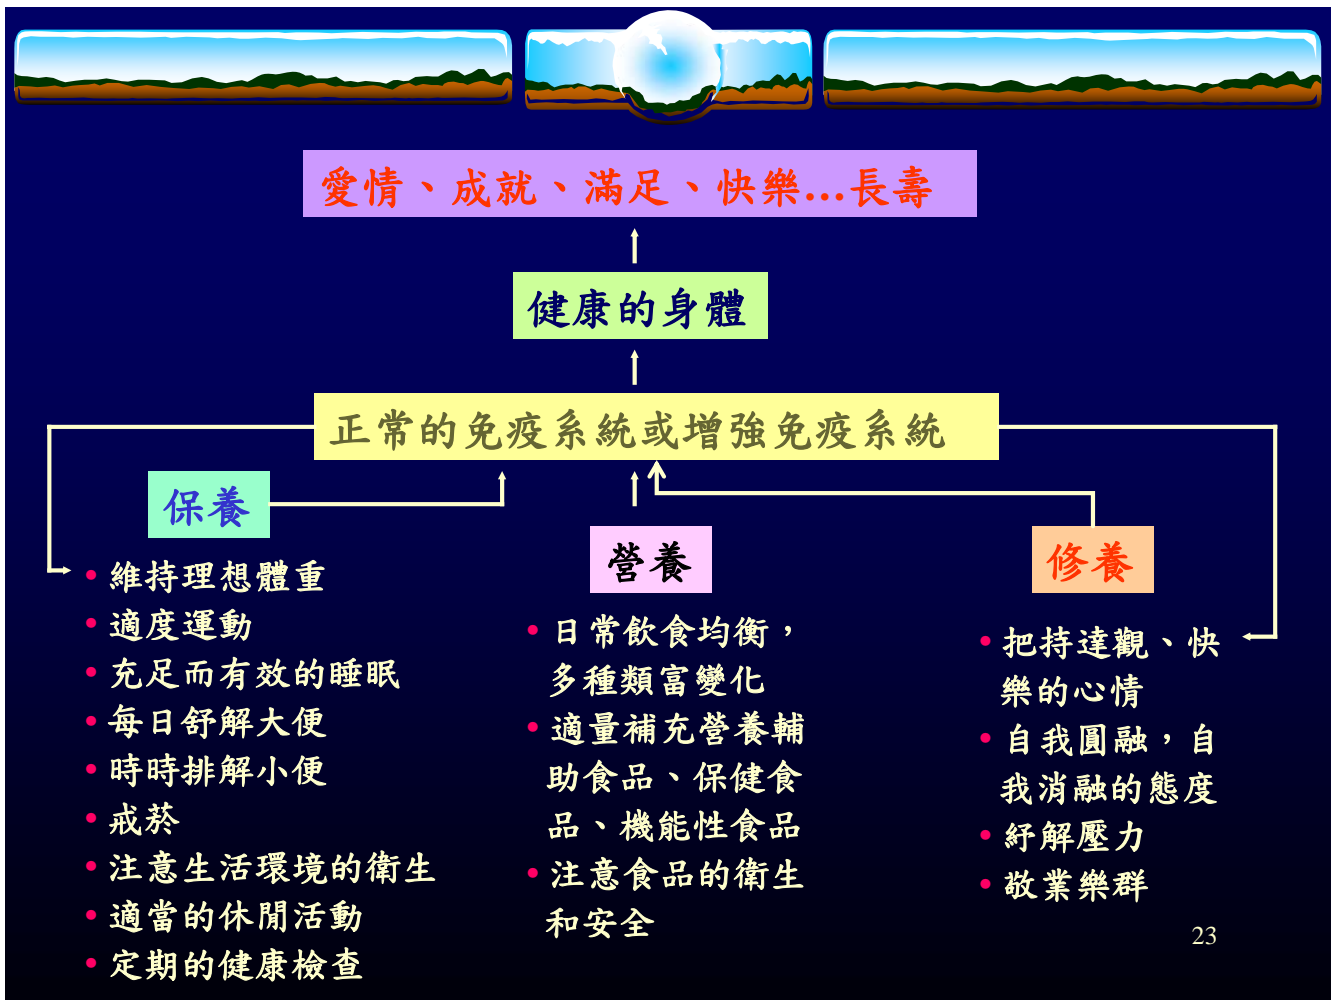 愛情、成就、滿足、快樂...長壽
健康的身體
正常的免疫系統或增強免疫系統
保養
• 維持理想體重
• 適度運動
• 充足而有效的睡眠
• 每日舒解大便
• 時時排解小便
• 戒菸
• 注意生活環境的衛生
• 適當的休閒活動
• 定期的健康檢查
營養
• 日常飲食均衡，
多種類富變化
• 適量補充營養輔
助食品、保健食
品、機能性食品
• 注意食品的衛生
和安全
修養
• 把持達觀、快
樂的心情
• 自我圓融，自
我消融的態度
• 紓解壓力
• 敬業樂群
23